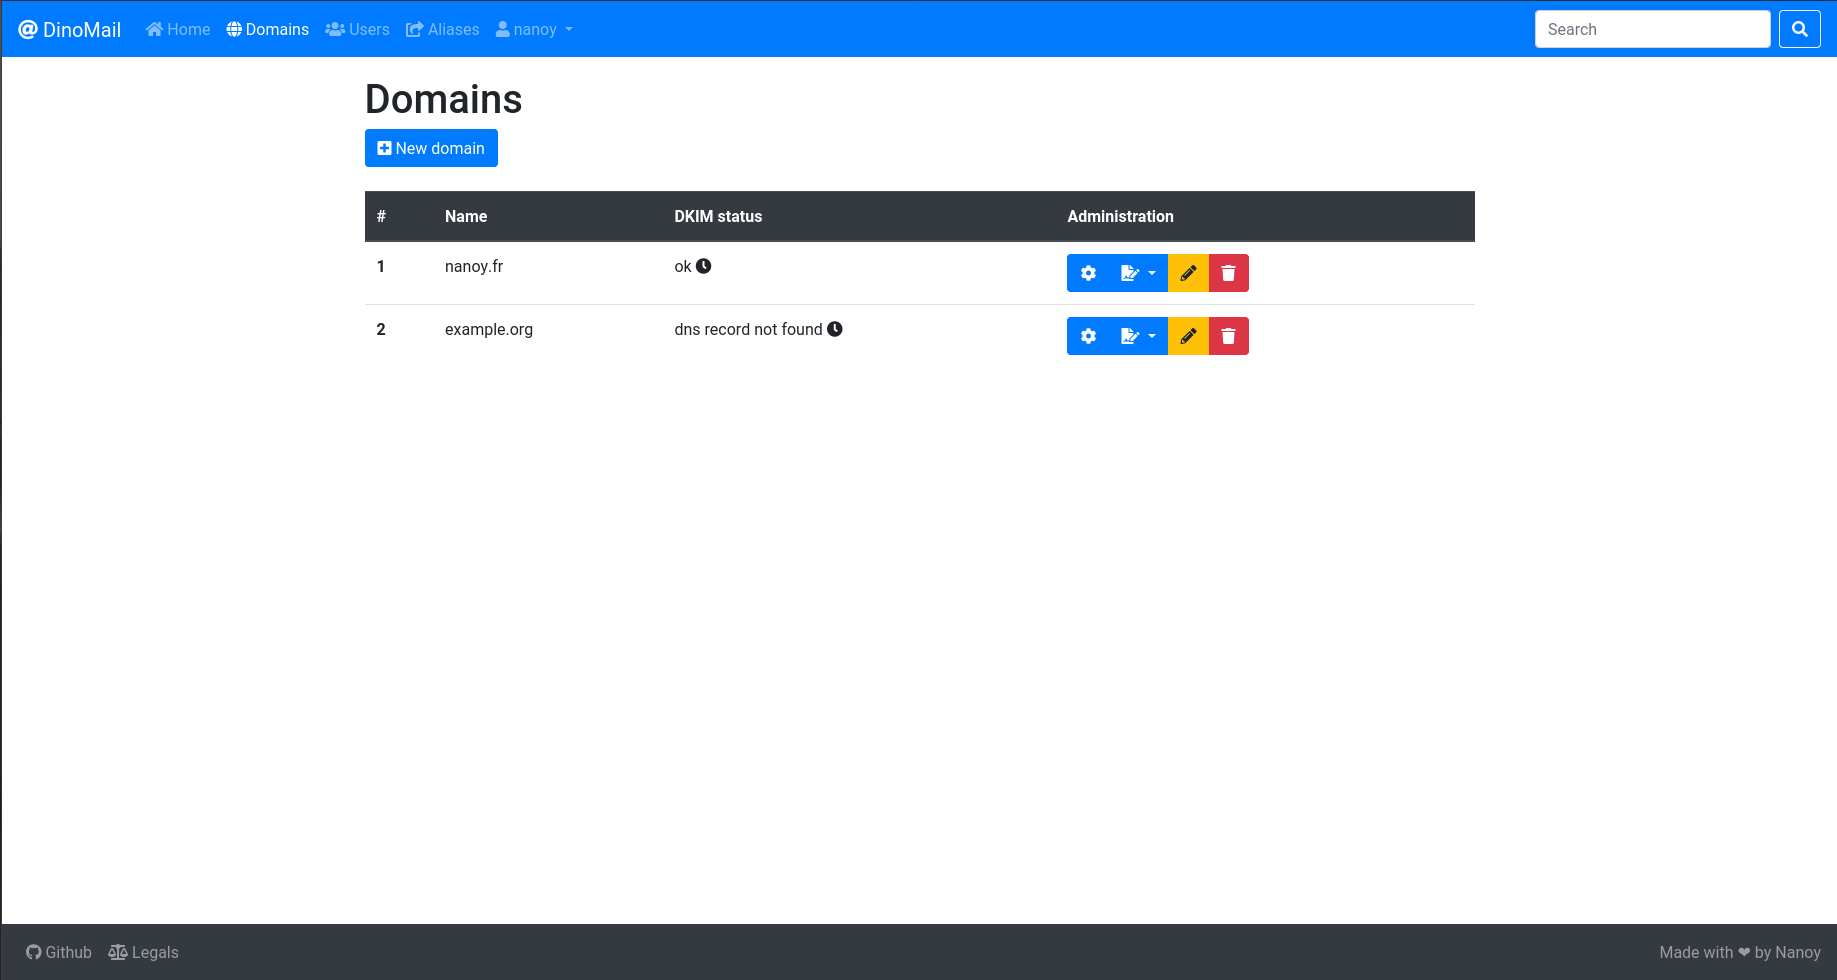 @ DinoMail Home Domains Users Aliases nanoy Search
Domains
New domain
# Name DKIM status Administration
1 nanoy.fr ok
2 example.org dns record not found
Github Legals Made with ❤ by Nanoy